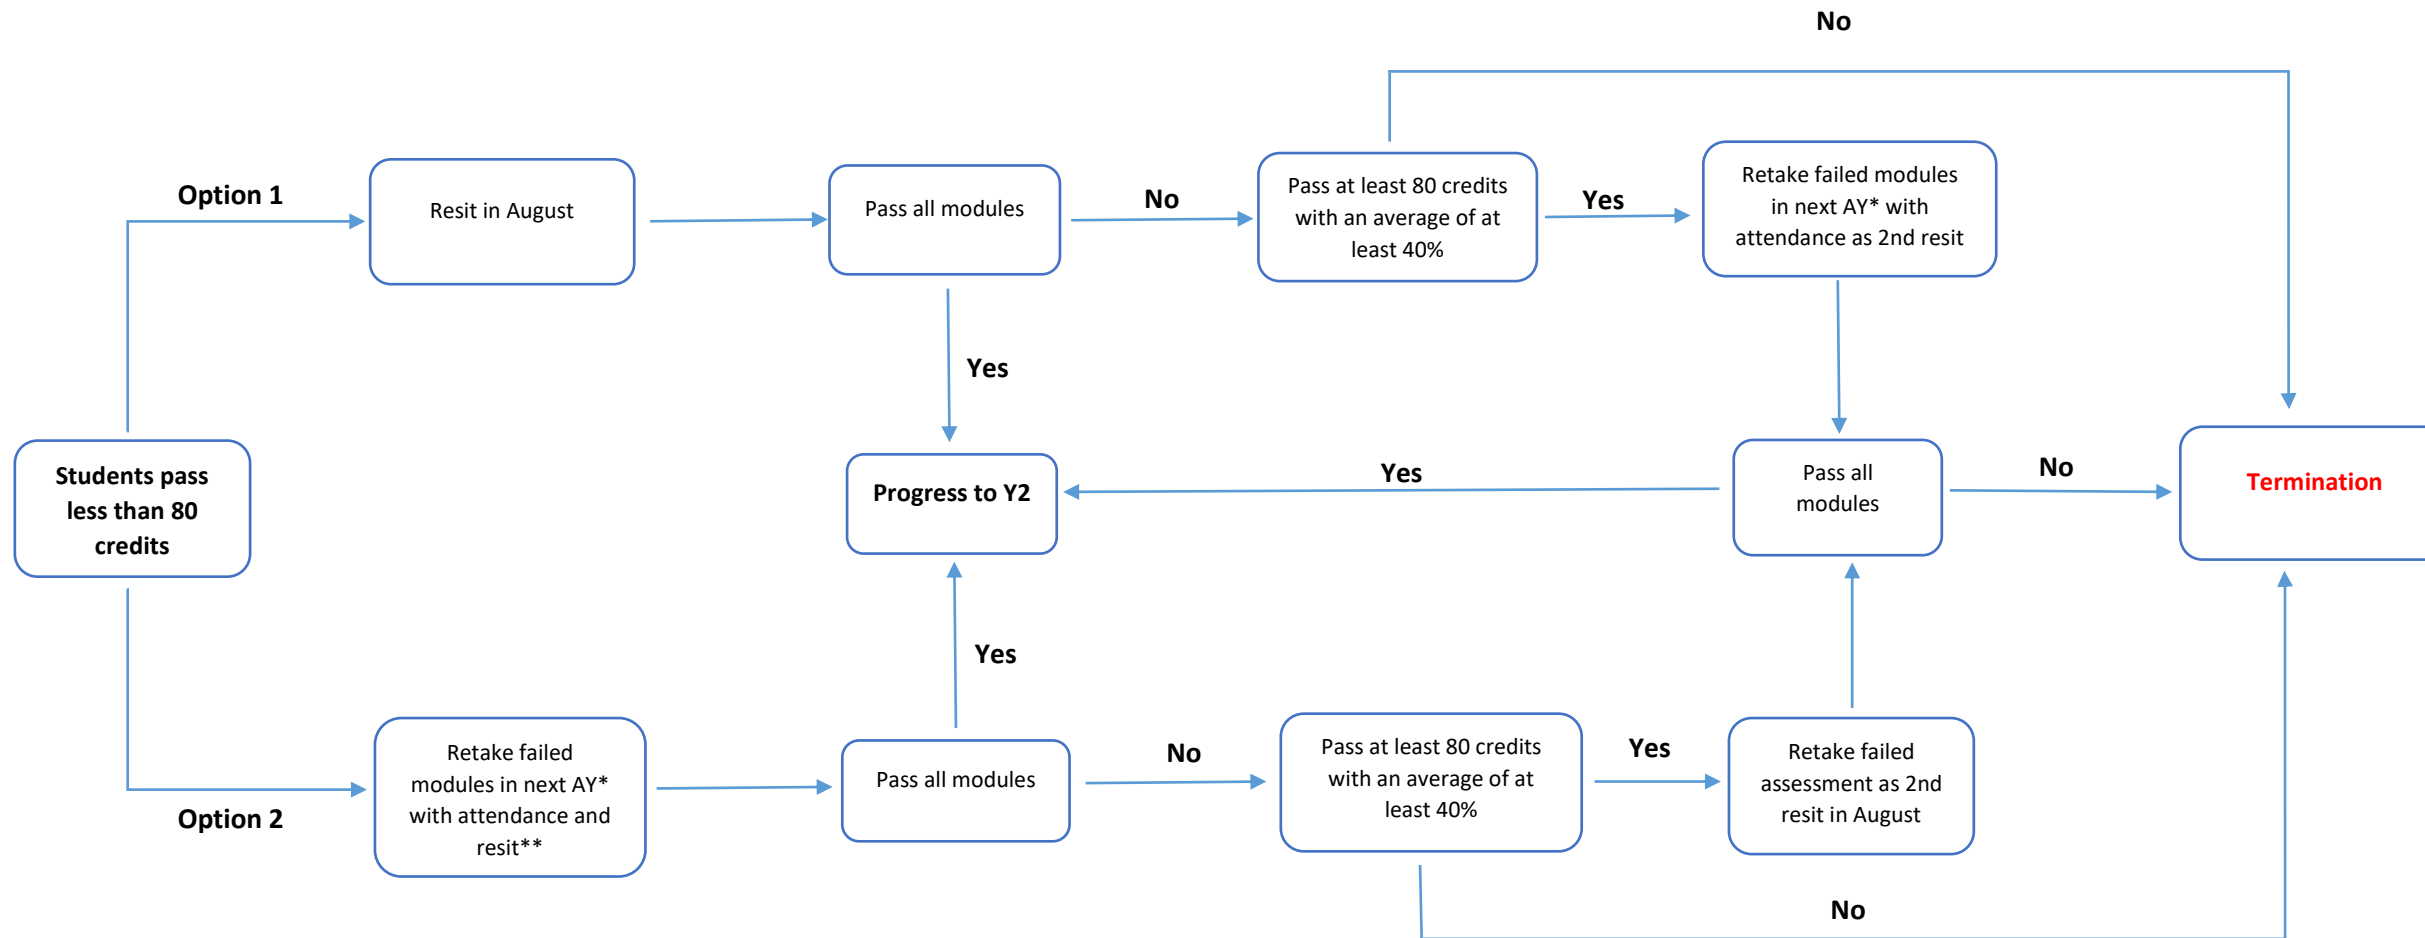 No
Option 1
Resit in August
Pass all modules
No
Pass at least 80 credits
with an average of at
least 40%
Yes
Retake failed modules
in next AY* with
attendance as 2nd resit
Yes
Students pass
less than 80
credits
Progress to Y2
Yes
Pass all
modules
No
Termination
Yes
Option 2
Retake failed
modules in next AY*
with attendance and
resit**
Pass all modules
No
Pass at least 80 credits
with an average of at
least 40%
Yes
Retake failed
assessment as 2nd
resit in August
No